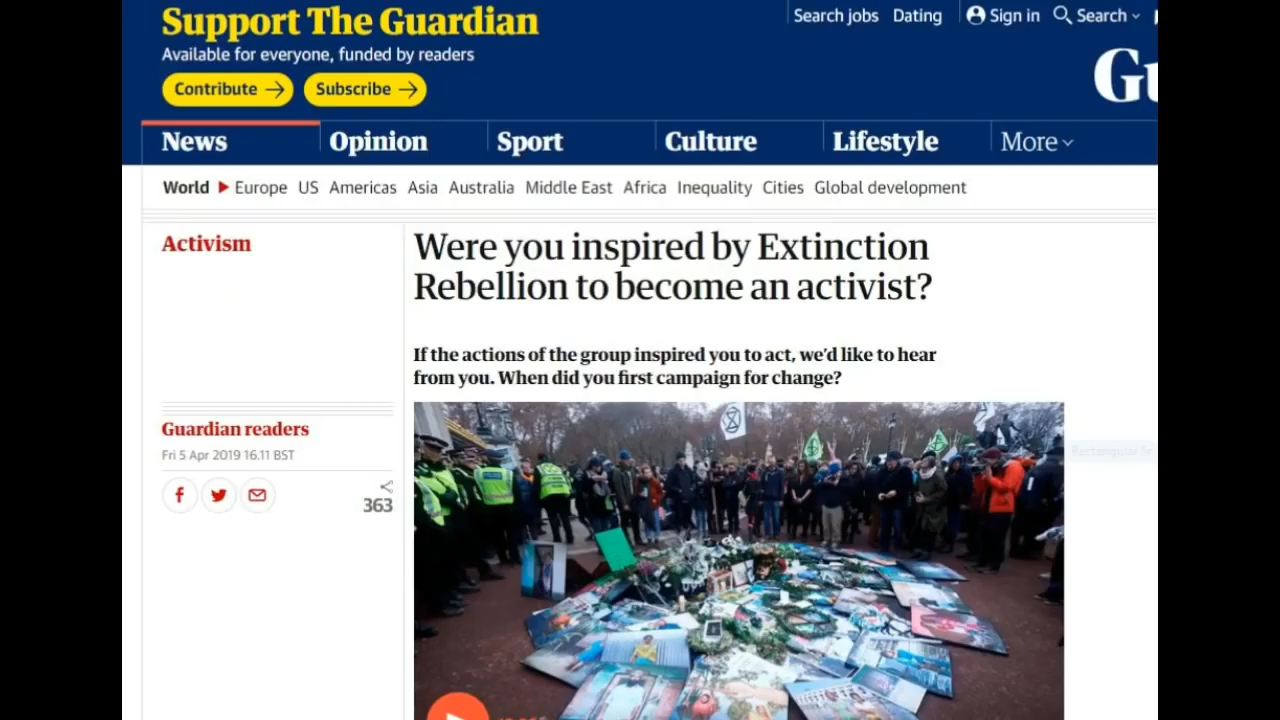 Support The Guardian
Available for everyone, funded by readers
Contribute → Subscribe →
Search jobs Dating Sign in Search
News Opinion Sport Culture Lifestyle More
World Europe US Americas Asia Australia Middle East Africa Inequality Cities Global development
Activism
Were you inspired by Extinction
Rebellion to become an activist?
If the actions of the group inspired you to act, we'd like to hear
from you. When did you first campaign for change?
Guardian readers
Fri 5 Apr 2019 16.11 BST
363